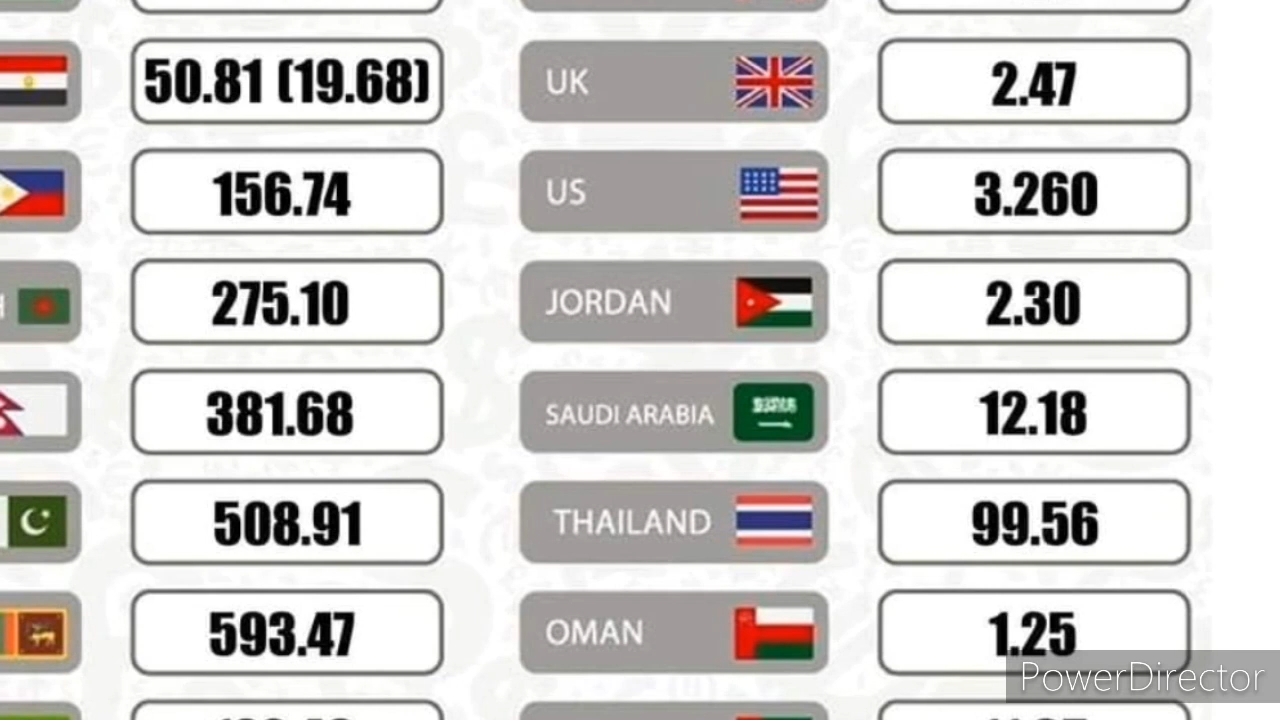 50.81 (19.68)
UK
2.47
156.74
US
3.260
275.10
JORDAN
2.30
381.68
SAUDI ARABIA
12.18
508.91
THAILAND
99.56
593.47
OMAN
1.25
PowerDirector